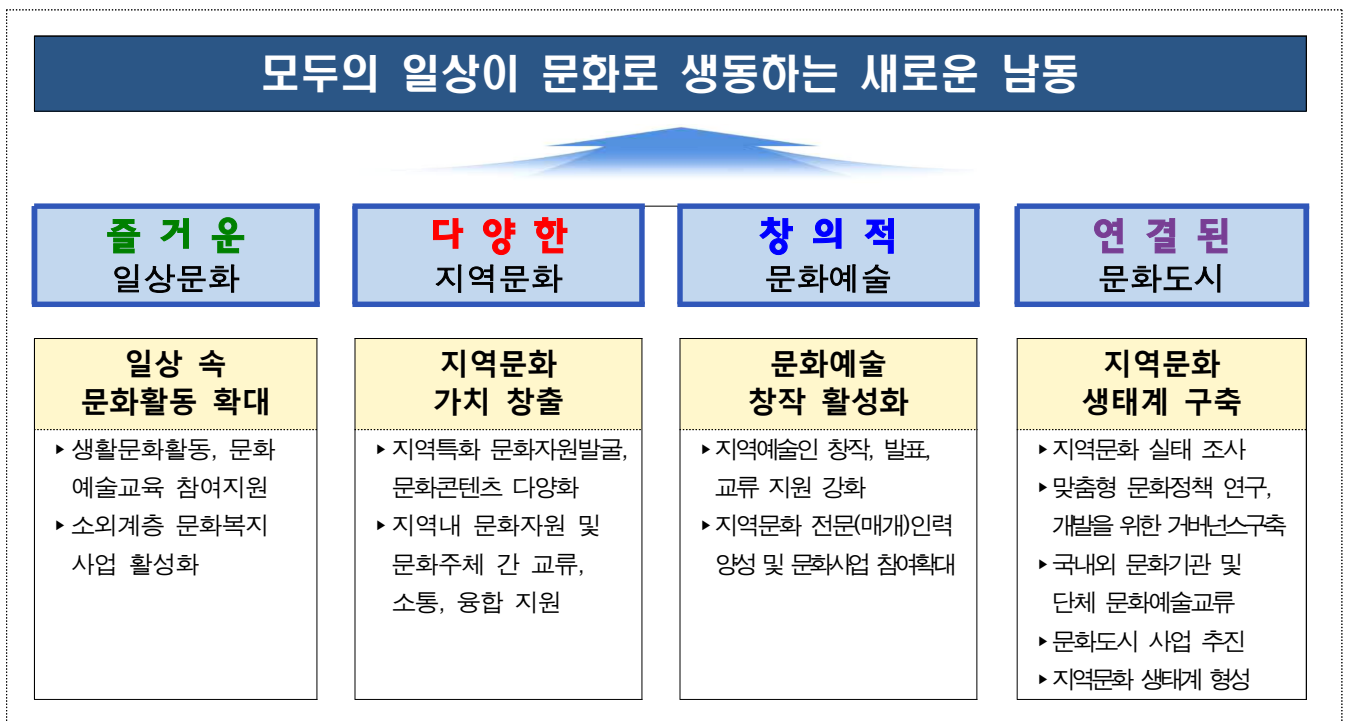 모두의 일상이 문화로 생동하는 새로운 남동
즐 거 운
일상문화
다 양 한
지역문화
창 의 적
문화예술
연 결 된
문화도시
일상 속
문화활동 확대
▸생활문화활동, 문화
예술교육 참여지원
▸소외계층 문화복지
사업 활성화
지역문화
가치 창출
▸지역특화 문화자원발굴,
문화콘텐츠 다양화
▸지역내 문화자원 및
문화주체 간 교류,
소통, 융합 지원
문화예술
창작 활성화
▸지역예술인 창작, 발표,
교류 지원 강화
▸지역문화 전문(매개)인력
양성 및 문화사업 참여확대
지역문화
생태계 구축
▸지역문화 실태 조사
▸맞춤형 문화정책 연구,
개발을 위한 거버넌스구축
▸국내외 문화기관 및
단체 문화예술교류
▸문화도시 사업 추진
▸지역문화 생태계 형성